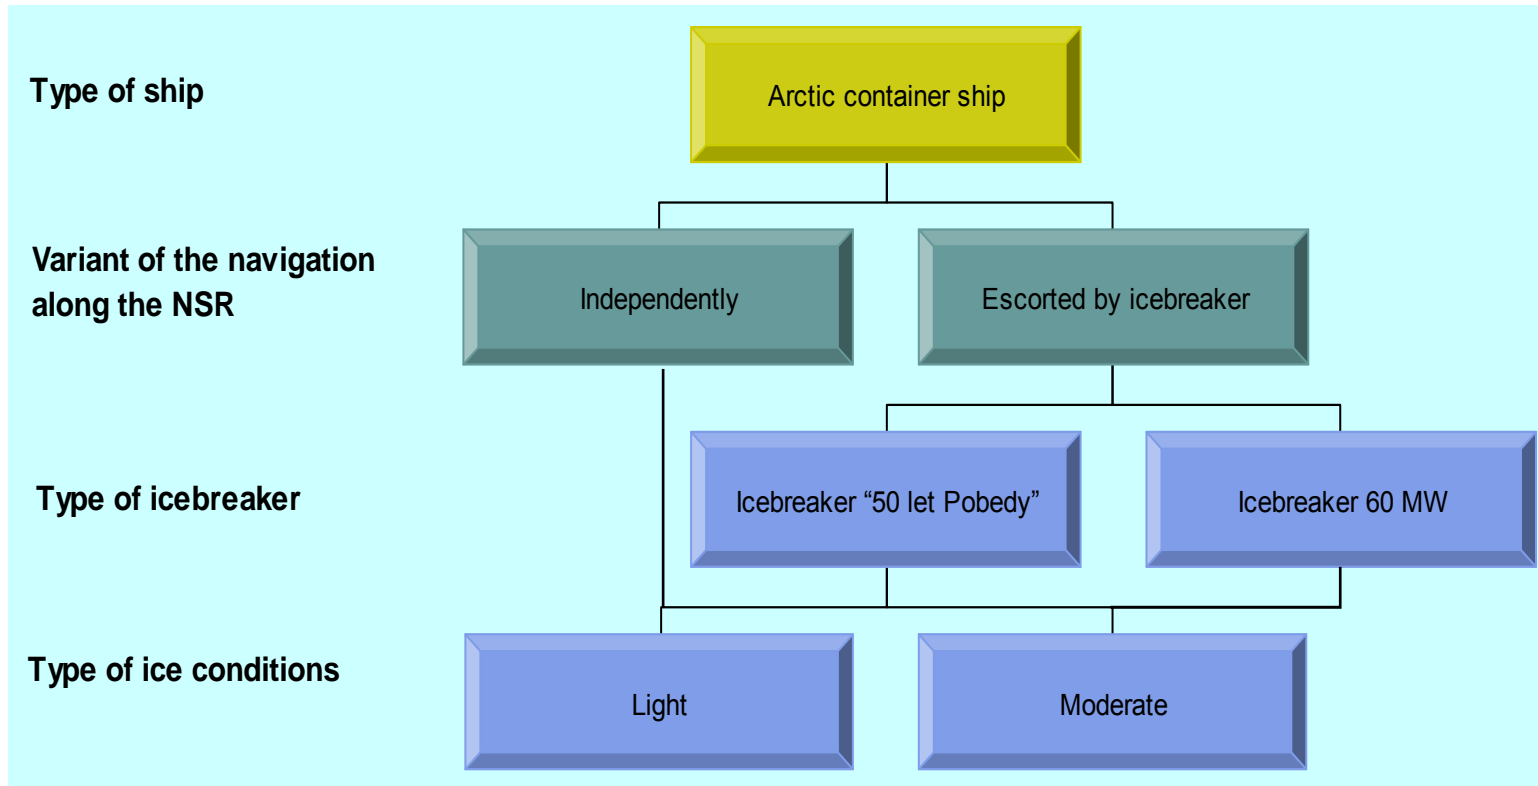 Type of ship
Arctic container ship
Variant of the navigation
along the NSR
Independently
Escorted by icebreaker
Type of icebreaker
Icebreaker “50 let Pobedy”
Icebreaker 60 MW
Type of ice conditions
Light
Moderate